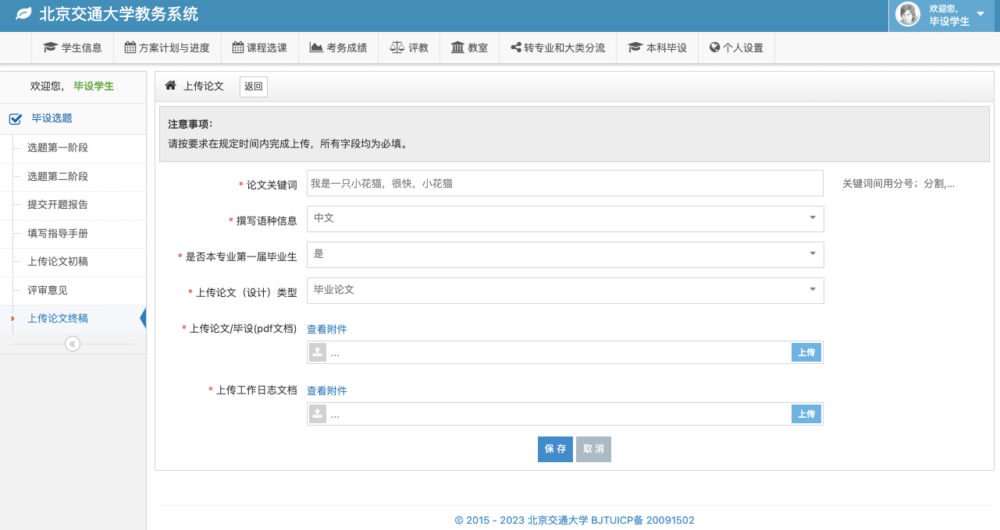 北京交通大学教务系统
欢迎您,
毕设学生
学生信息 方案计划与进度 课程选课 考务成绩 评教 教室 转专业和大类分流 本科毕设 个人设置
欢迎您, 毕设学生
毕设选题
选题第一阶段
选题第二阶段
提交开题报告
填写指导手册
上传论文初稿
评审意见
上传论文终稿
上传论文 返回
注意事项:
请按要求在规定时间内完成上传，所有字段均为必填。
* 论文关键词 我是一只小花猫，很快，小花猫 关键词间用分号；分割,...
* 撰写语种信息 中文
* 是否本专业第一届毕业生 是
* 上传论文（设计）类型 毕业论文
* 上传论文/毕设(pdf文档) 查看附件
... 上传
* 上传工作日志文档 查看附件
... 上传
保 存 取 消
© 2015 - 2023 北京交通大学 BJTUICP备 20091502